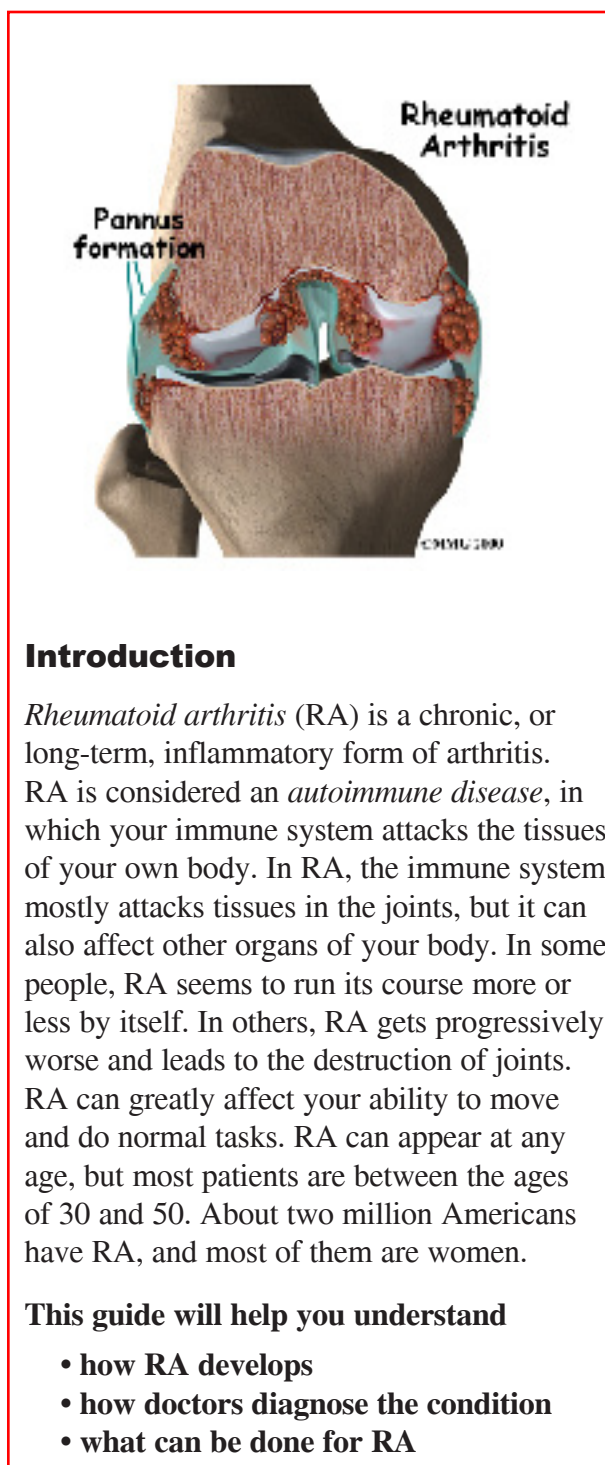 Rheumatoid
Arthritis
Pannus
formation
©MMG 2000
Introduction
Rheumatoid arthritis (RA) is a chronic, or
long-term, inflammatory form of arthritis.
RA is considered an autoimmune disease, in
which your immune system attacks the tissues
of your own body. In RA, the immune system
mostly attacks tissues in the joints, but it can
also affect other organs of your body. In some
people, RA seems to run its course more or
less by itself. In others, RA gets progressively
worse and leads to the destruction of joints.
RA can greatly affect your ability to move
and do normal tasks. RA can appear at any
age, but most patients are between the ages
of 30 and 50. About two million Americans
have RA, and most of them are women.
This guide will help you understand
• how RA develops
• how doctors diagnose the condition
• what can be done for RA